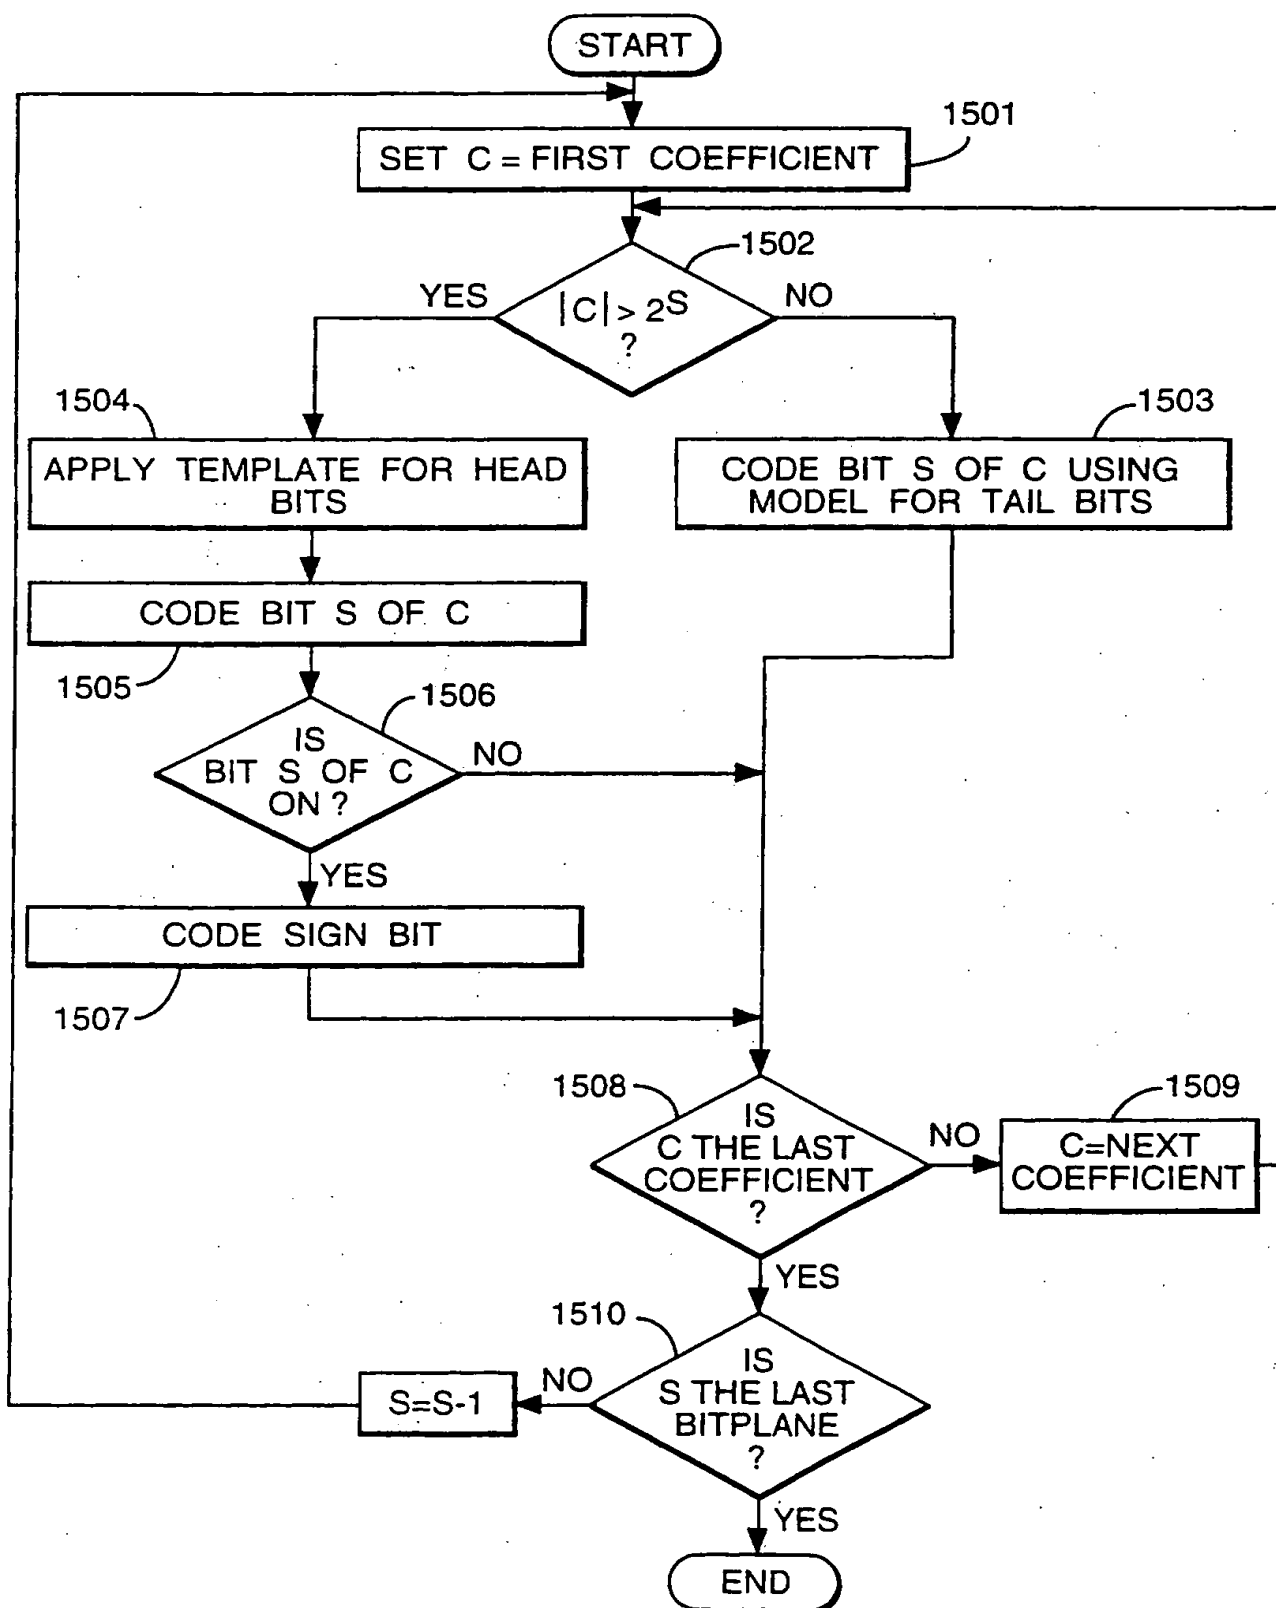 START
1501
SET C = FIRST COEFFICIENT
1502
YES
|C| > 2^S
?
NO
1504
1503
APPLY TEMPLATE FOR HEAD
BITS
CODE BIT S OF C USING
MODEL FOR TAIL BITS
CODE BIT S OF C
1505
1506
IS
BIT S OF C
ON ?
NO
YES
CODE SIGN BIT
1507
1508
IS
C THE LAST
COEFFICIENT
?
NO
1509
C=NEXT
COEFFICIENT
YES
1510
IS
S THE LAST
BITPLANE
?
NO
S=S-1
YES
END